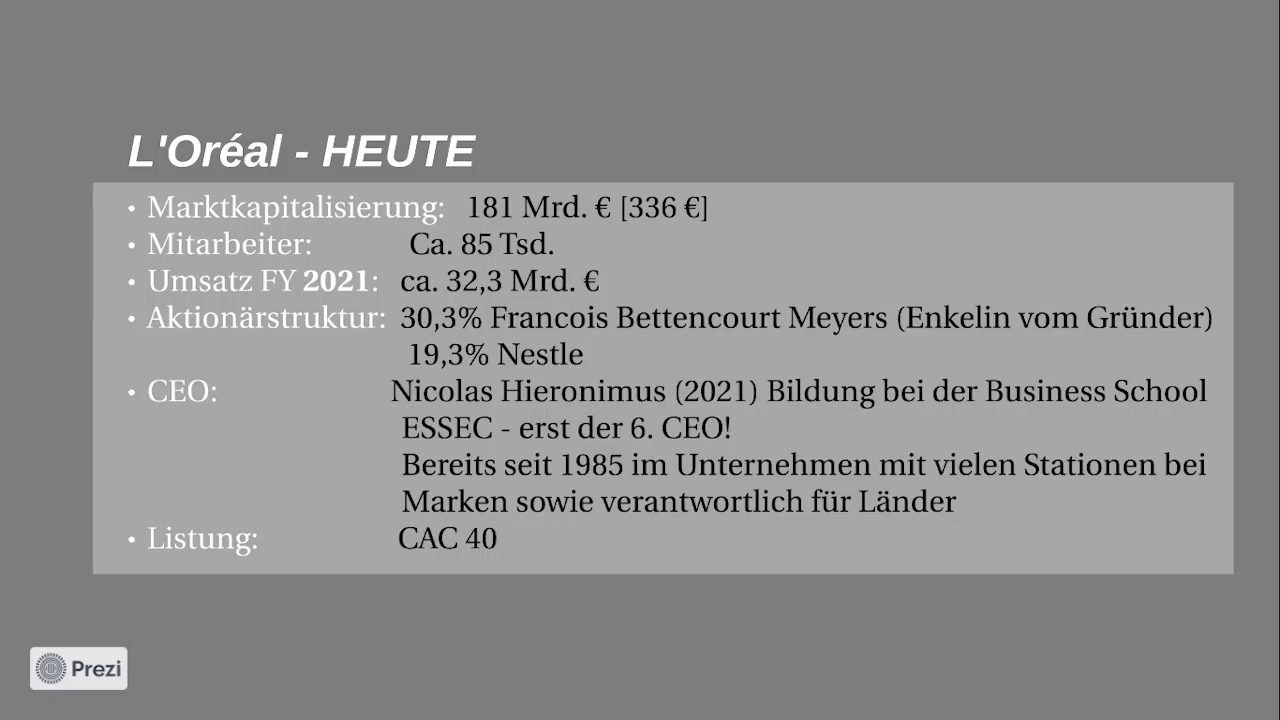 L'Oréal - HEUTE
• Marktkapitalisierung: 181 Mrd. € [336 €]
• Mitarbeiter: Ca. 85 Tsd.
• Umsatz FY 2021: ca. 32,3 Mrd. €
• Aktionärstruktur: 30,3% Francois Bettencourt Meyers (Enkelin vom Gründer)
19,3% Nestle
• CEO: Nicolas Hieronimus (2021) Bildung bei der Business School
ESSEC - erst der 6. CEO!
Bereits seit 1985 im Unternehmen mit vielen Stationen bei
Marken sowie verantwortlich für Länder
• Listung: CAC 40
Prezi